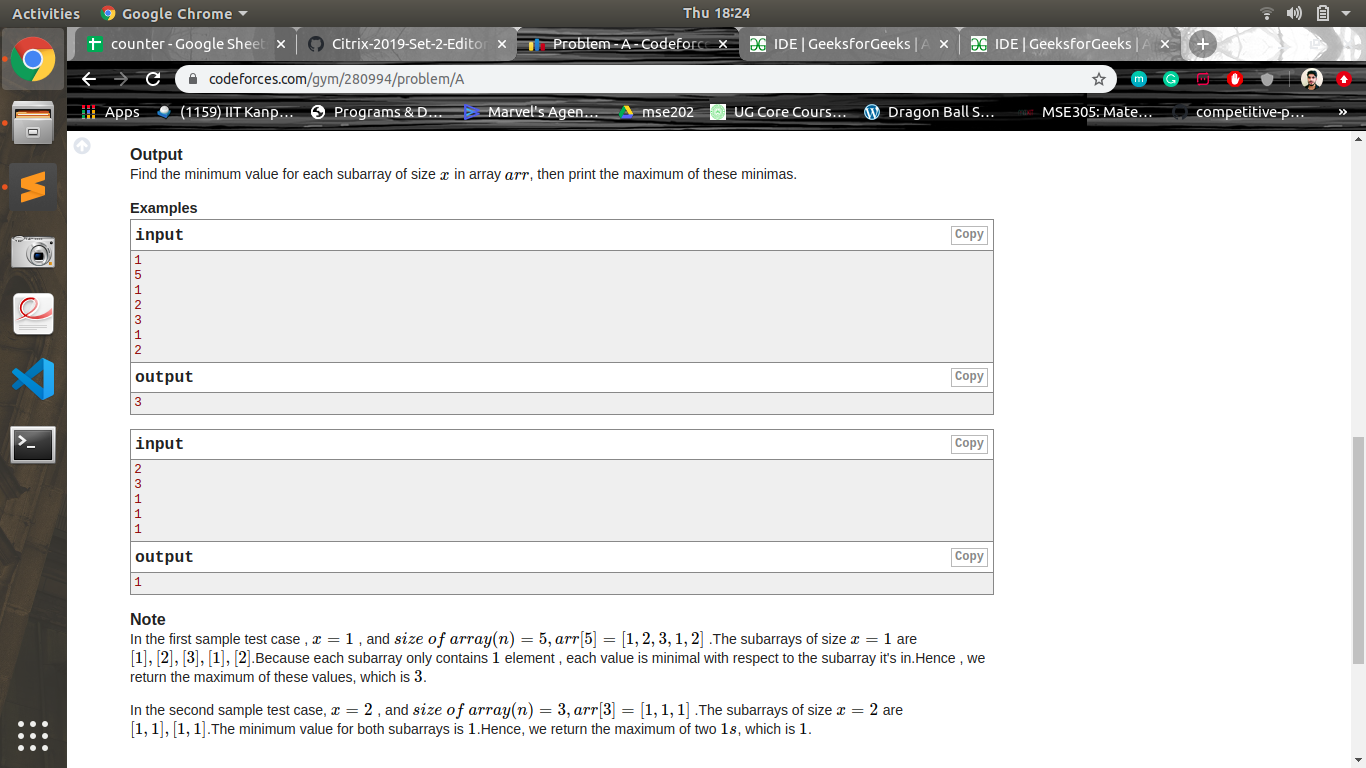 Activities Google Chrome Thu 18:24
counter - Google Sheet Citrix-2019-Set-2-Edito Problem - A - Codeforc IDE | GeeksforGeeks | A IDE | GeeksforGeeks | A
codeforces.com/gym/280994/problem/A
Apps (1159) IIT Kanp... Programs & D... Marvel's Agen... mse202 UG Core Cours... Dragon Ball S... MSE305: Mate... competitive-p... »
Output
Find the minimum value for each subarray of size x in array arr, then print the maximum of these minimas.
Examples
input Copy
1
5
1
2
3
1
2
output Copy
3
input Copy
2
3
1
1
1
output Copy
1
Note
In the first sample test case , x = 1 , and size of array(n) = 5, arr[5] = [1, 2, 3, 1, 2] .The subarrays of size x = 1 are
[1], [2], [3], [1], [2].Because each subarray only contains 1 element , each value is minimal with respect to the subarray it's in.Hence , we
return the maximum of these values, which is 3.
In the second sample test case, x = 2 , and size of array(n) = 3, arr[3] = [1, 1, 1] .The subarrays of size x = 2 are
[1, 1], [1, 1].The minimum value for both subarrays is 1.Hence, we return the maximum of two 1s, which is 1.